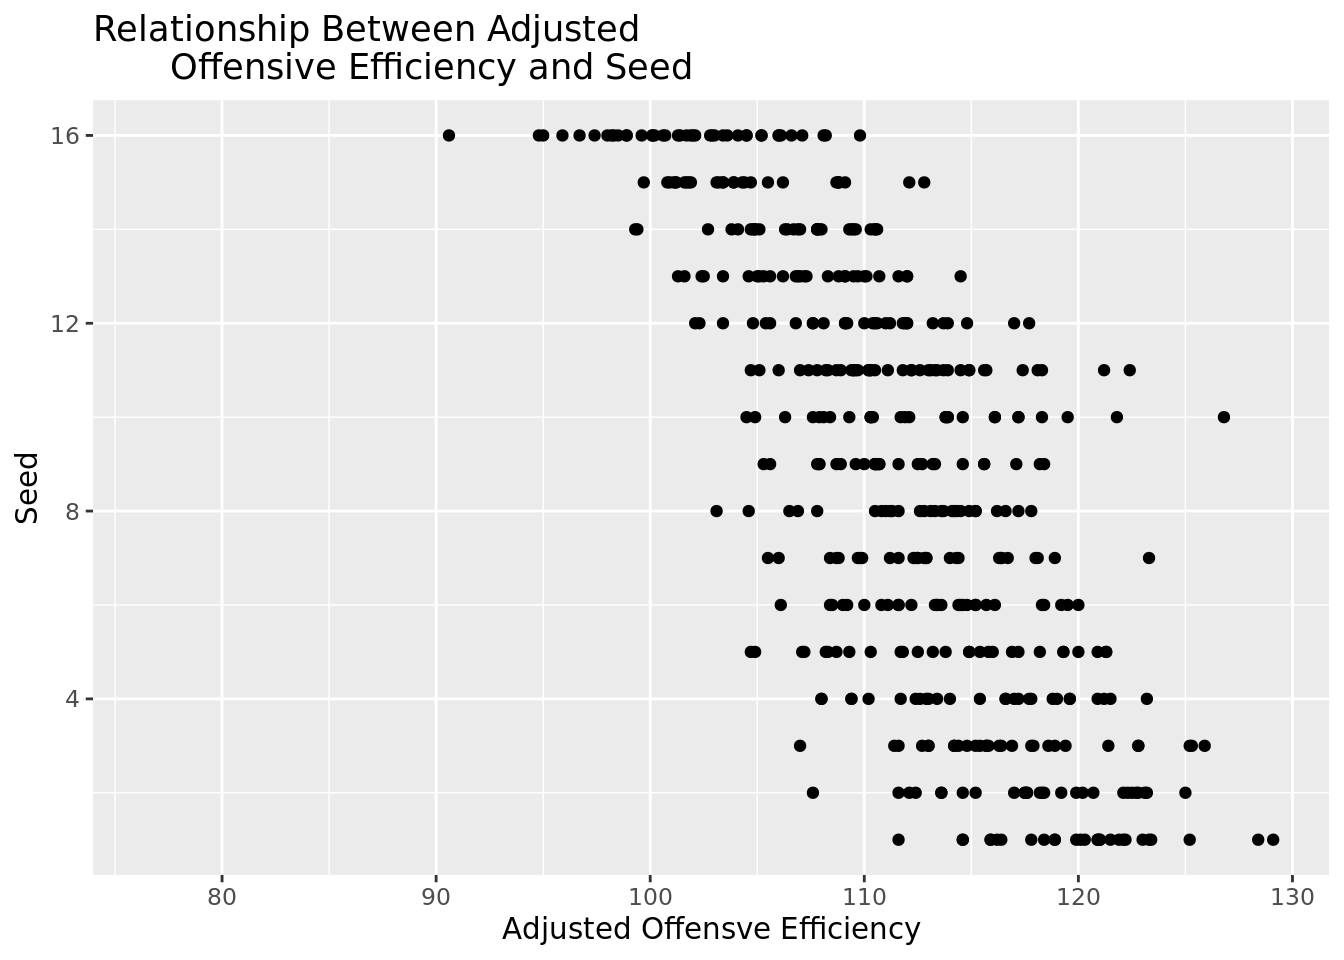 Relationship Between Adjusted
Offensive Efficiency and Seed
16
12
8
4
Seed
80 90 100 110 120 130
Adjusted Offensve Efficiency